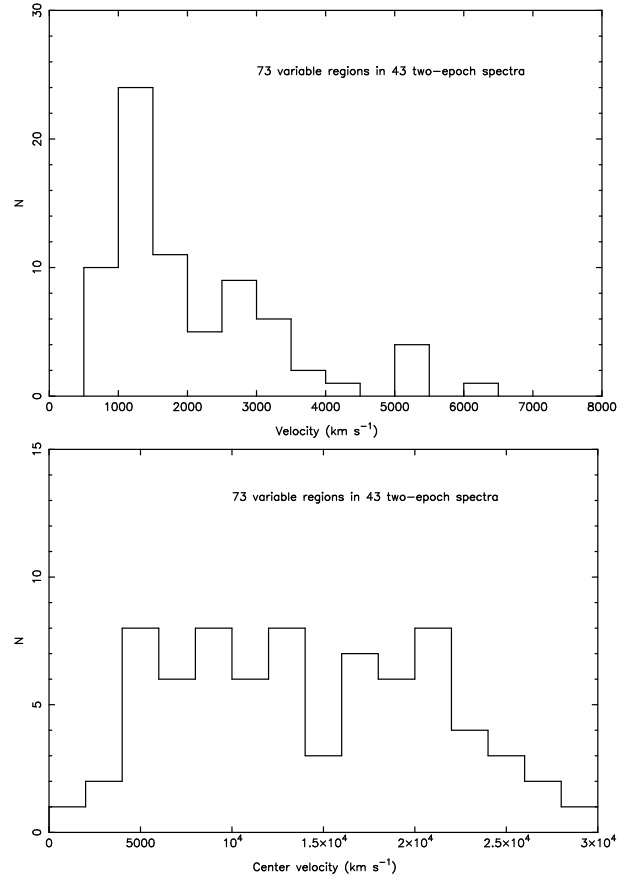 30
20
10
0
N
73 variable regions in 43 two-epoch spectra
0 1000 2000 3000 4000 5000 6000 7000 8000
Velocity (km s⁻¹)
15
10
5
0
N
73 variable regions in 43 two-epoch spectra
0 5000 10⁴ 1.5×10⁴ 2×10⁴ 2.5×10⁴ 3×10⁴
Center velocity (km s⁻¹)